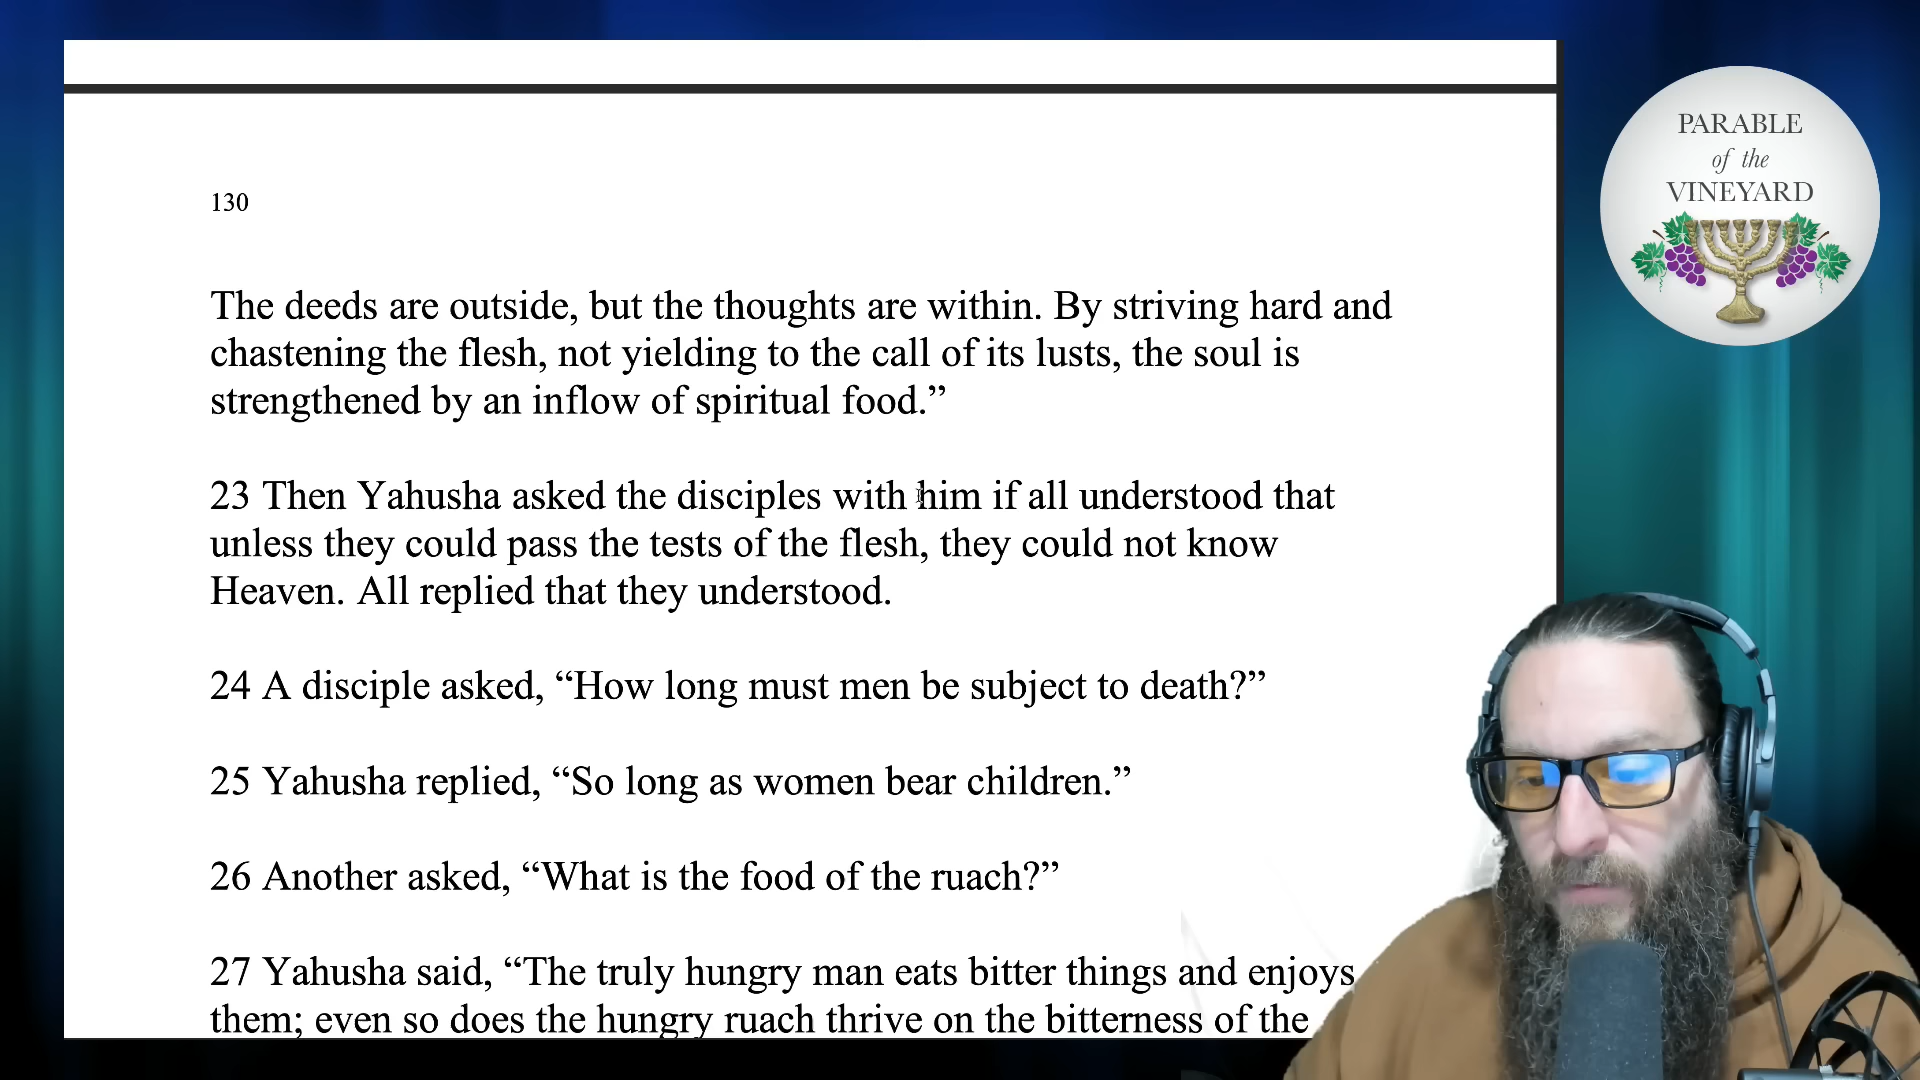 130
The deeds are outside, but the thoughts are within. By striving hard and
chastening the flesh, not yielding to the call of its lusts, the soul is
strengthened by an inflow of spiritual food.”
23 Then Yahusha asked the disciples with him if all understood that
unless they could pass the tests of the flesh, they could not know
Heaven. All replied that they understood.
24 A disciple asked, “How long must men be subject to death?”
25 Yahusha replied, “So long as women bear children.”
26 Another asked, “What is the food of the ruach?”
27 Yahusha said, “The truly hungry man eats bitter things and enjoys
them; even so does the hungry ruach thrive on the bitterness of the
PARABLE
of the
VINEYARD